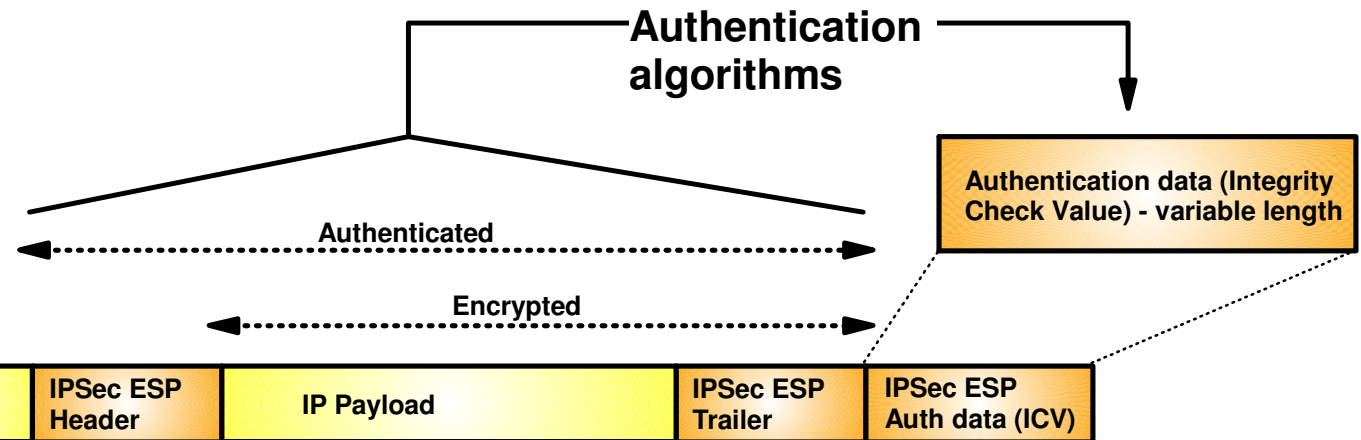 Authentication
algorithms
Authentication data (Integrity
Check Value) - variable length
Authenticated
Encrypted
IPSec ESP
Header
IP Payload
IPSec ESP
Trailer
IPSec ESP
Auth data (ICV)